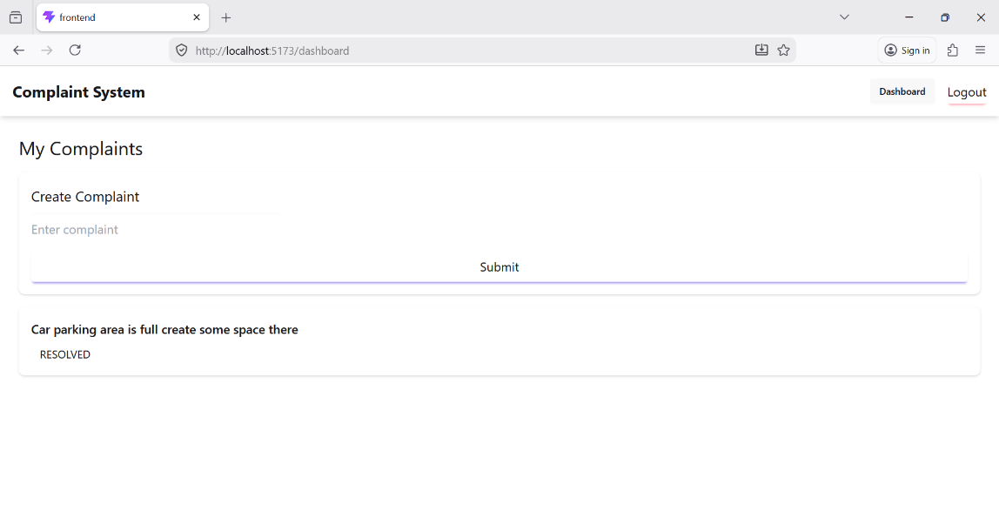 frontend
http://localhost:5173/dashboard
Sign in
Complaint System
Dashboard
Logout
My Complaints
Create Complaint
Enter complaint
Submit
Car parking area is full create some space there
RESOLVED